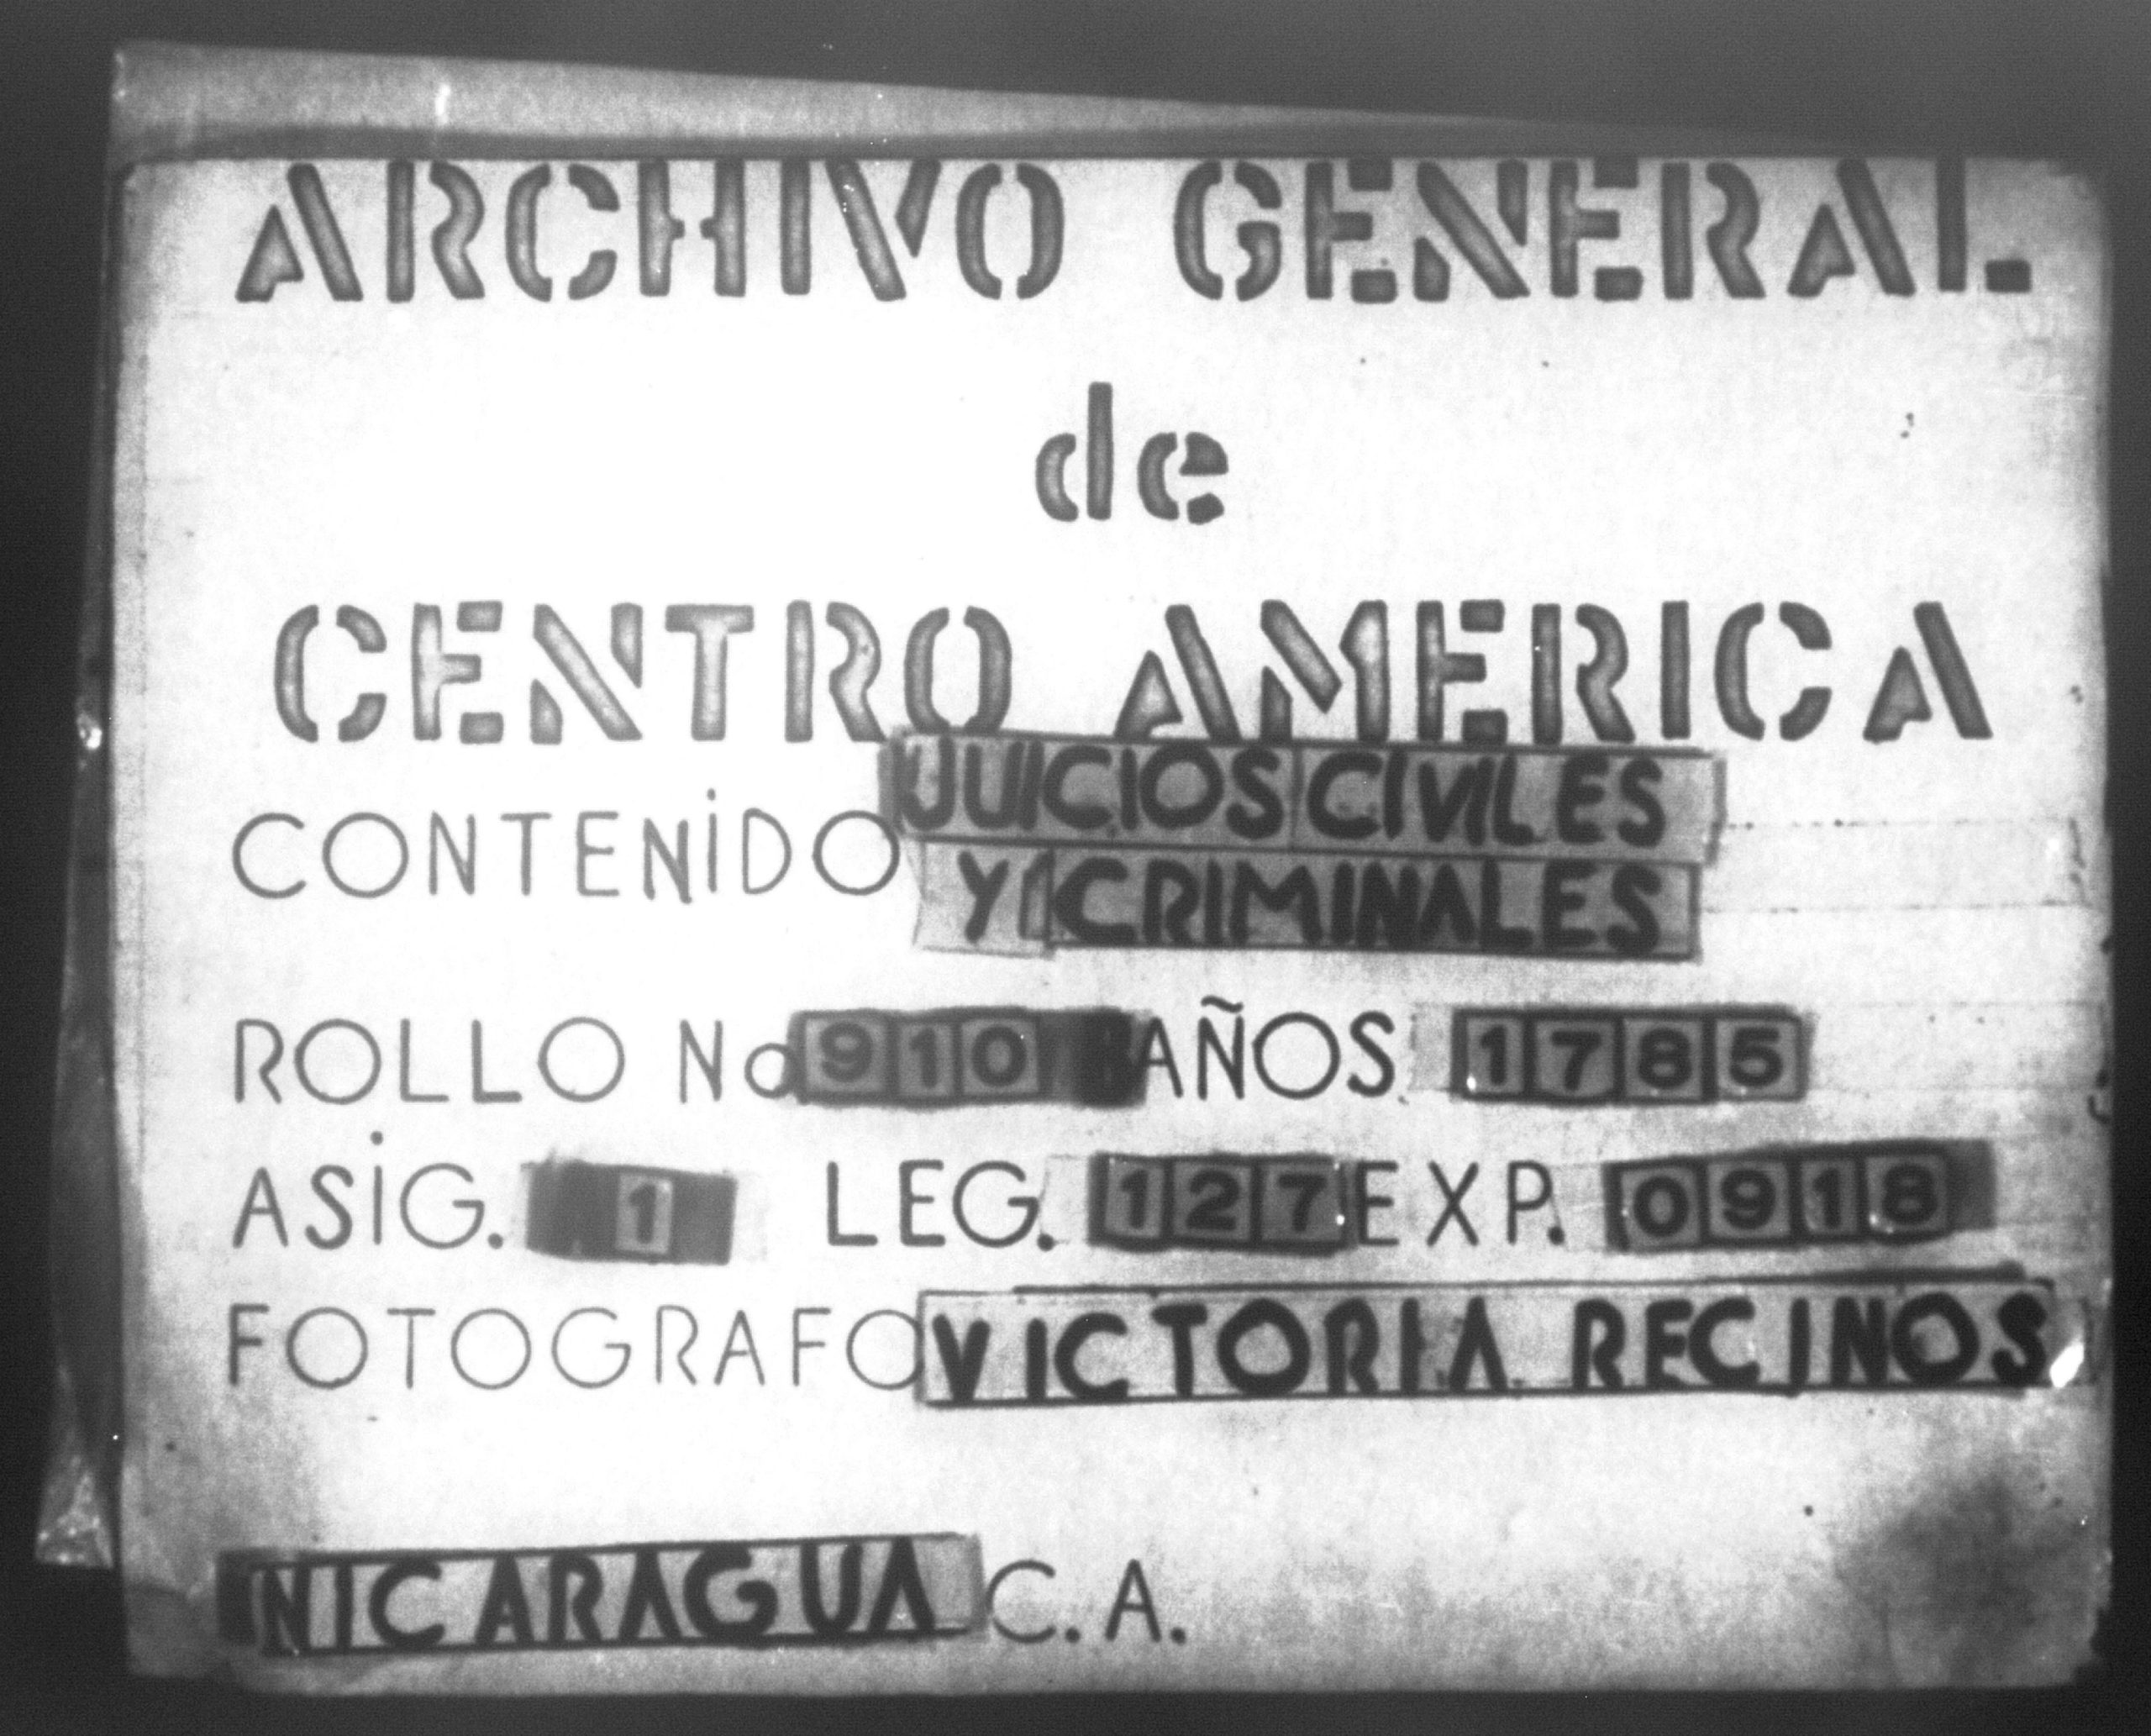 ARCHIVO GENERAL
de
CENTRO AMERICA
CONTENIDO JUICIOS CIVILES
Y CRIMINALES
ROLLO No 910 AÑOS 1785
ASIG. 1 LEG. 127 EXP. 0918
FOTOGRAFO VICTORIA RECINOS
NICARAGUA C.A.